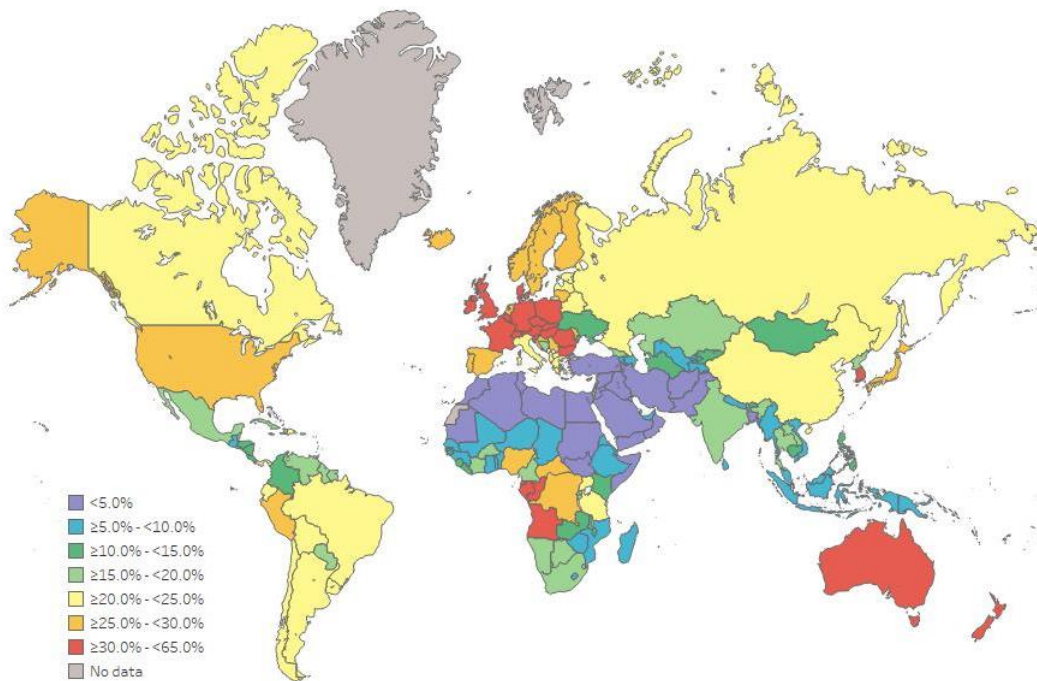 <5.0%
≥5.0% - <10.0%
≥10.0% - <15.0%
≥15.0% - <20.0%
≥20.0% - <25.0%
≥25.0% - <30.0%
≥30.0% - <65.0%
No data